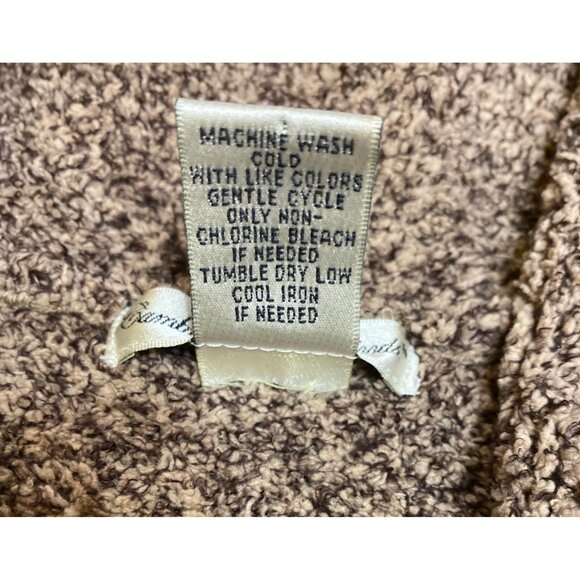 MACHINE WASH
COLD
WITH LIKE COLORS
GENTLE CYCLE
ONLY NON-
CHLORINE BLEACH
IF NEEDED
TUMBLE DRY LOW
COOL IRON
IF NEEDED